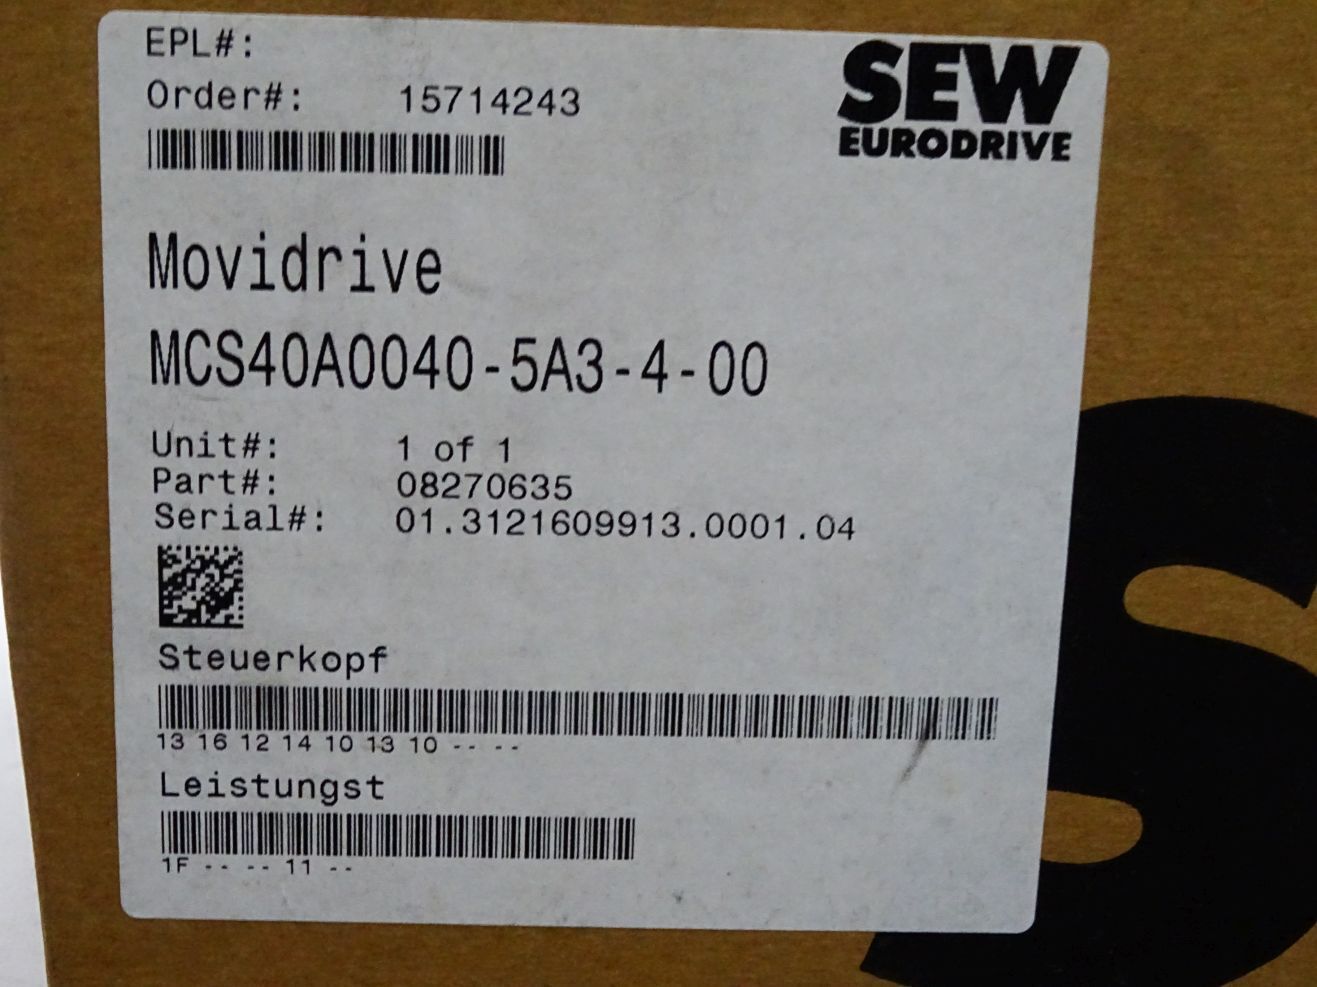 EPL#:
Order#: 15714243
SEW
EURODRIVE
Movidrive
MCS40A0040-5A3-4-00
Unit#: 1 of 1
Part#: 08270635
Serial#: 01.3121609913.0001.04
Steuerkopf
13 16 12 14 10 13 10 -- --
Leistungst
1F -- -- 11 --